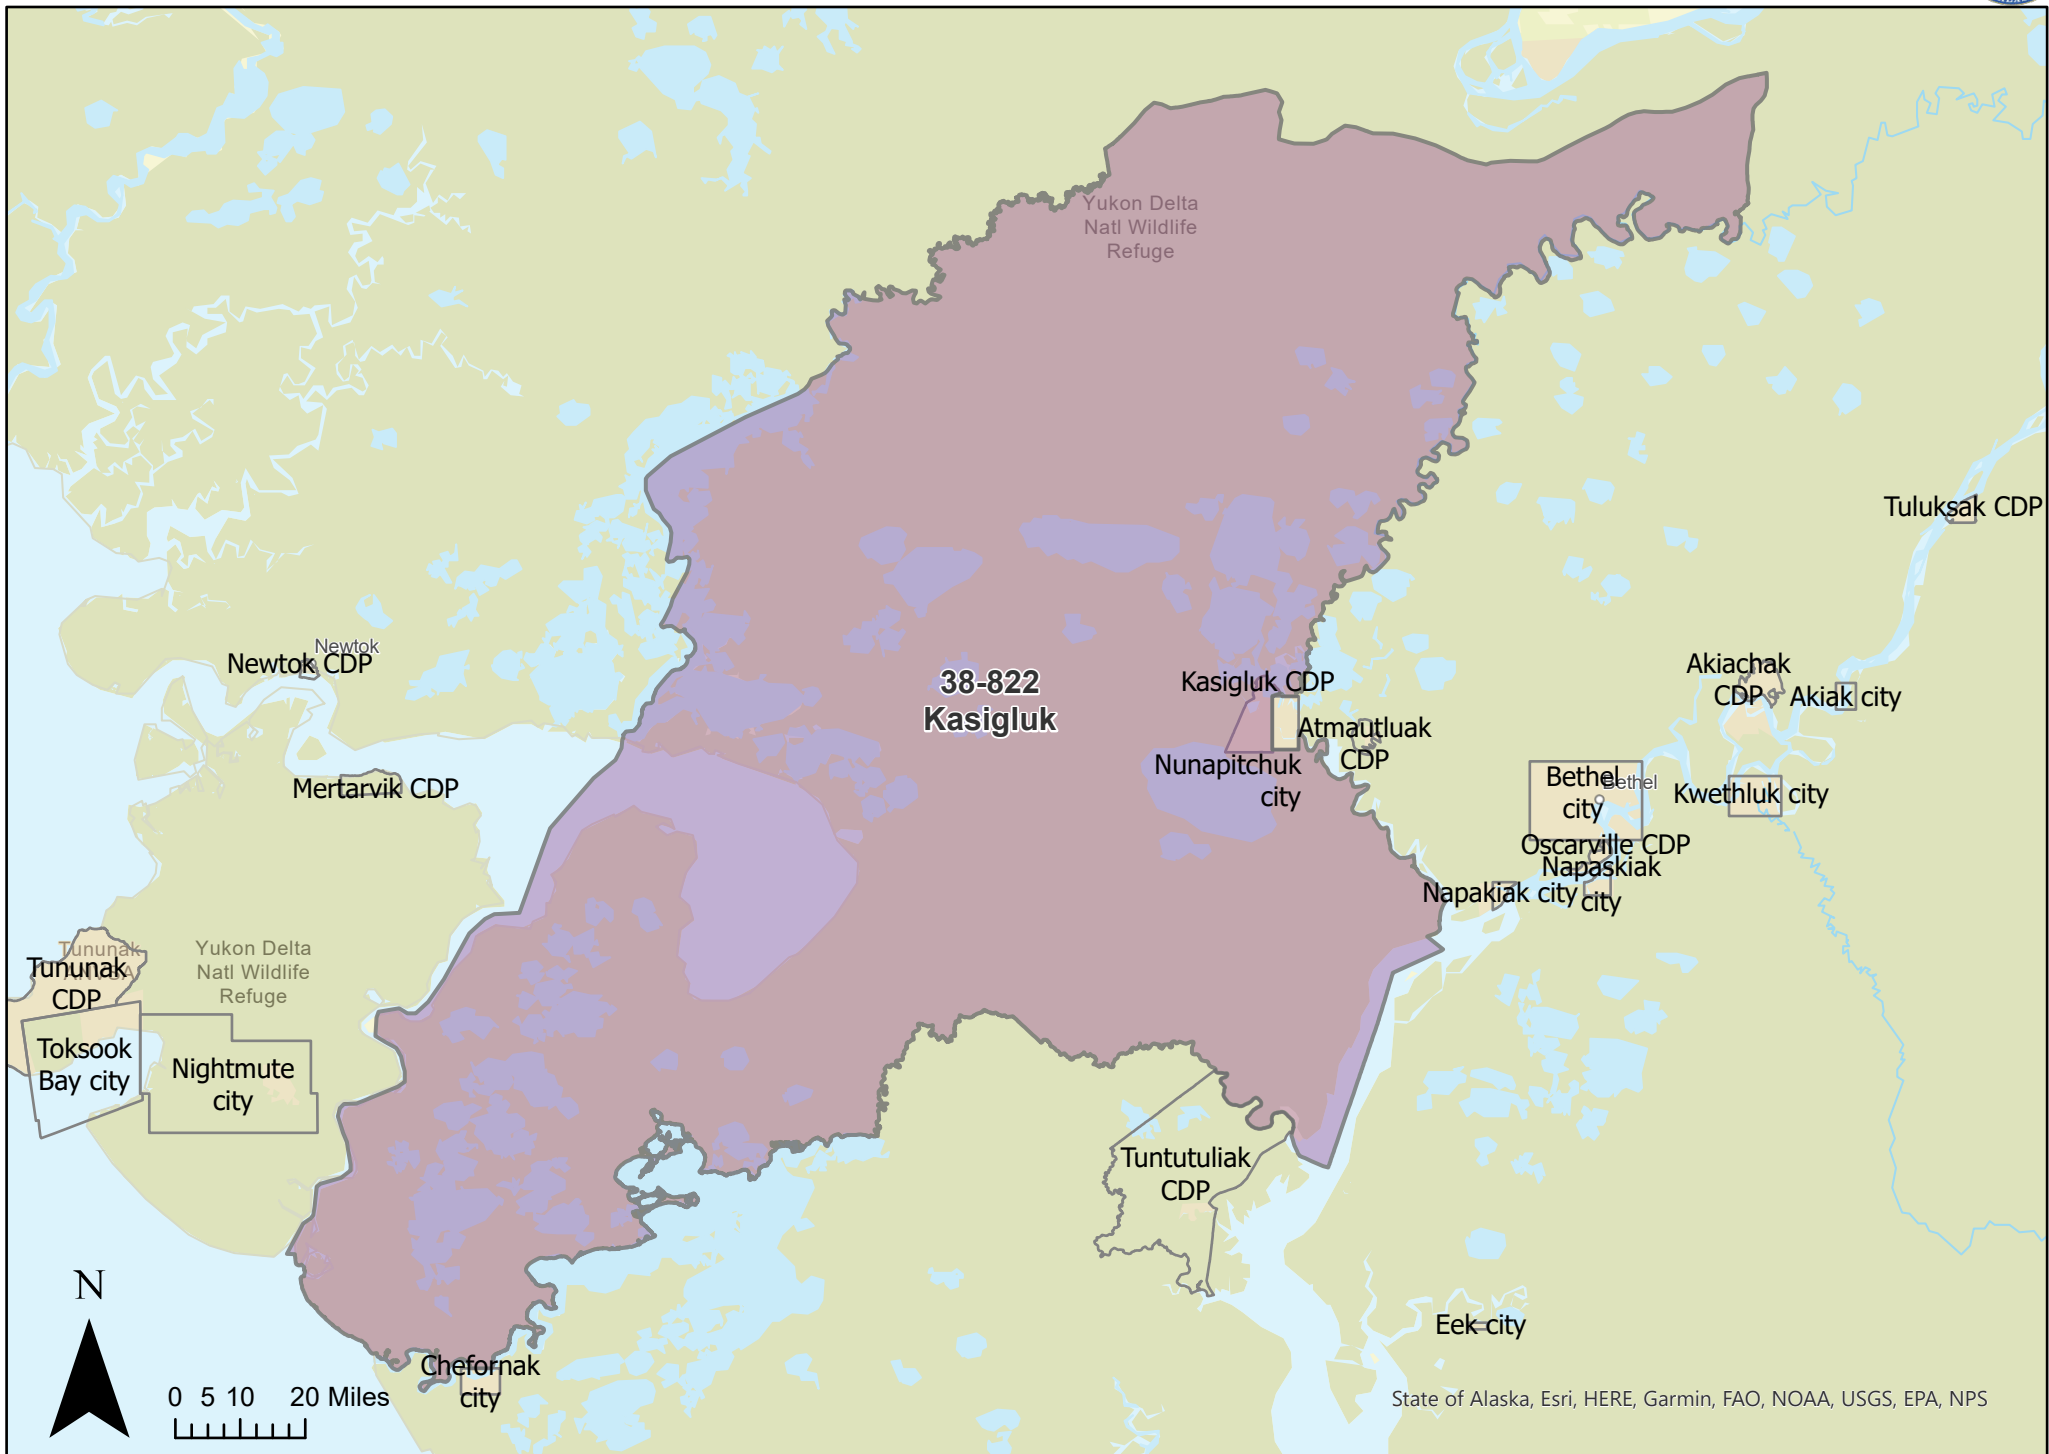 Yukon Delta
Natl Wildlife
Refuge
Tuluksak CDP
Newtok
Newtok CDP
38-822
Kasigluk
Kasigluk CDP
Akiachak
CDP
Akiak city
Atmautluak
CDP
Nunapitchuk
city
Mertarvik CDP
Bethel
city
Bethel
Kwethluk city
Oscarville CDP
Napaskiak
city
Napakiak city
Tununak
Tununak
CDP
Yukon Delta
Natl Wildlife
Refuge
Toksook
Bay city
Nightmute
city
Tuntutuliak
CDP
N
Eek city
Chefornak
city
0 5 10 20 Miles
State of Alaska, Esri, HERE, Garmin, FAO, NOAA, USGS, EPA, NPS